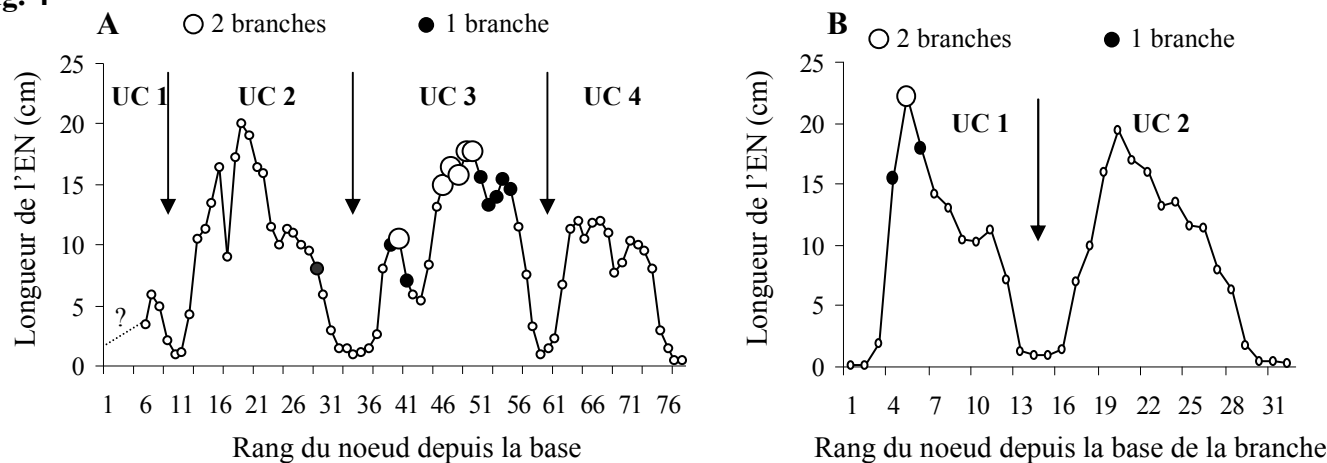 A
2 branches
1 branche
Longueur de l'EN (cm)
25
20
15
10
5
0
UC 1
UC 2
UC 3
UC 4
?
1 6 11 16 21 26 31 36 41 46 51 56 61 66 71 76
Rang du noeud depuis la base
B
2 branches
1 branche
Longueur de l'EN (cm)
25
20
15
10
5
0
UC 1
UC 2
1 4 7 10 13 16 19 22 25 28 31
Rang du noeud depuis la base de la branche